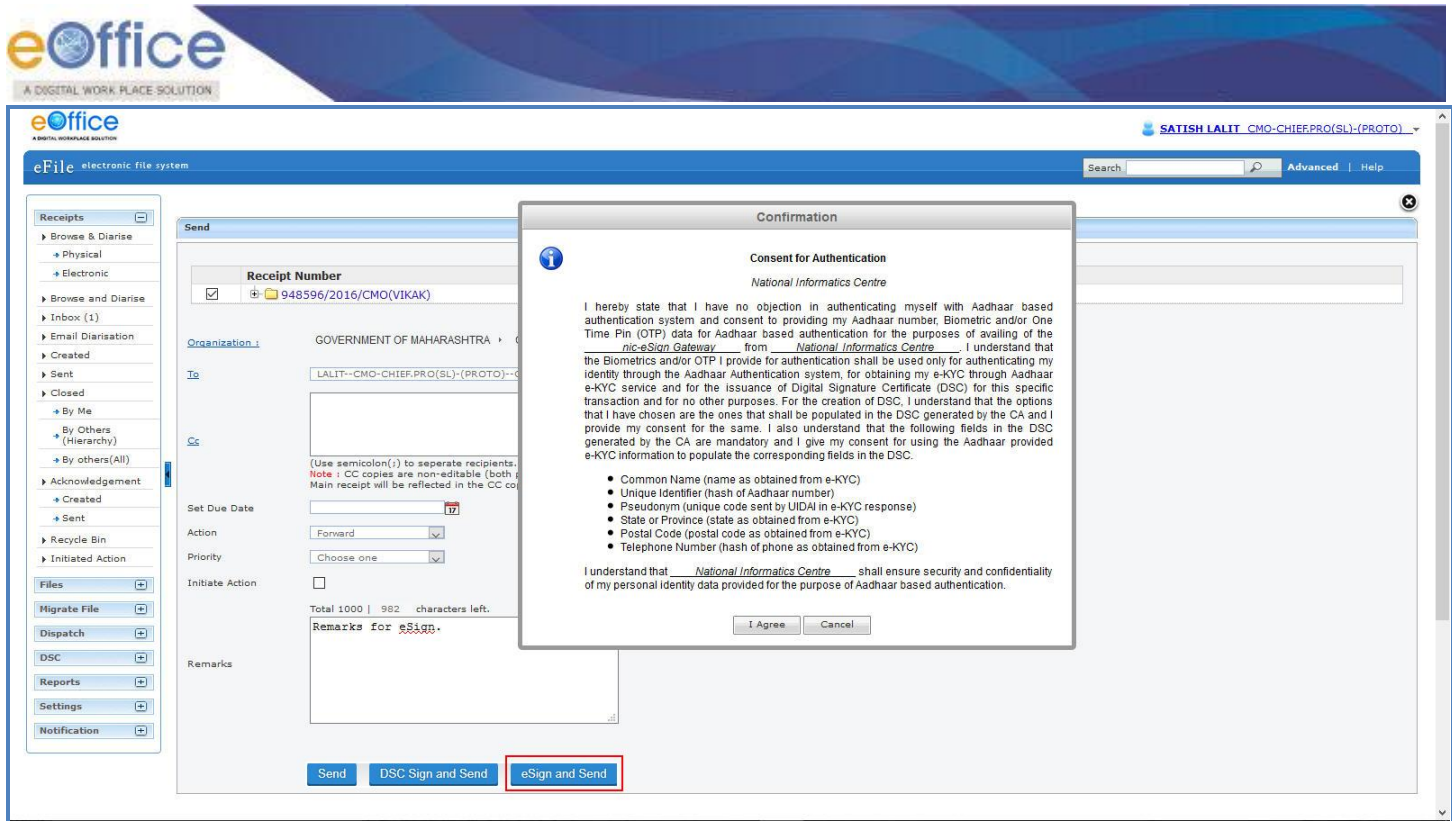 eOffice
A DIGITAL WORK PLACE SOLUTION
eOffice
A DIGITAL WORKPLACE SOLUTION
SATISH LALIT CMO-CHIEF.PRO(SL)-(PROTO)
eFile electronic file system
Search
Advanced | Help
Receipts
Browse & Diarise
Physical
Electronic
Browse and Diarise
Inbox (1)
Email Diarisation
Created
Sent
Closed
By Me
By Others
(Hierarchy)
By others(All)
Acknowledgement
Created
Sent
Recycle Bin
Initiated Action
Files
Migrate File
Dispatch
DSC
Reports
Settings
Notification
Send
Receipt Number
948596/2016/CMO(VIKAK)
Organization :
GOVERNMENT OF MAHARASHTRA
To
LALIT--CMO-CHIEF.PRO(SL)-(PROTO)--
Cc
(Use semicolon(;) to seperate recipients.
Note : CC copies are non-editable (both
Main receipt will be reflected in the CC
Set Due Date
17
Action
Forward
Priority
Choose one
Initiate Action
Total 1000 | 982 characters left.
Remarks for eSign.
Remarks
Send
DSC Sign and Send
eSign and Send
Confirmation
Consent for Authentication
National Informatics Centre
I hereby state that I have no objection in authenticating myself with Aadhaar based
authentication system and consent to providing my Aadhaar number, Biometric and/or One
Time Pin (OTP) data for Aadhaar based authentication for the purposes of availing of the
nic-eSign Gateway from National Informatics Centre . I understand that
the Biometrics and/or OTP I provide for authentication shall be used only for authenticating my
identity through the Aadhaar Authentication system, for obtaining my e-KYC through Aadhaar
e-KYC service and for the issuance of Digital Signature Certificate (DSC) for this specific
transaction and for no other purposes. For the creation of DSC, I understand that the options
that I have chosen are the ones that shall be populated in the DSC generated by the CA and I
provide my consent for the same. I also understand that the following fields in the DSC
generated by the CA are mandatory and I give my consent for using the Aadhaar provided
e-KYC information to populate the corresponding fields in the DSC.
Common Name (name as obtained from e-KYC)
Unique Identifier (hash of Aadhaar number)
Pseudonym (unique code sent by UIDAI in e-KYC response)
State or Province (state as obtained from e-KYC)
Postal Code (postal code as obtained from e-KYC)
Telephone Number (hash of phone as obtained from e-KYC)
I understand that National Informatics Centre shall ensure security and confidentiality
of my personal identity data provided for the purpose of Aadhaar based authentication.
I Agree
Cancel